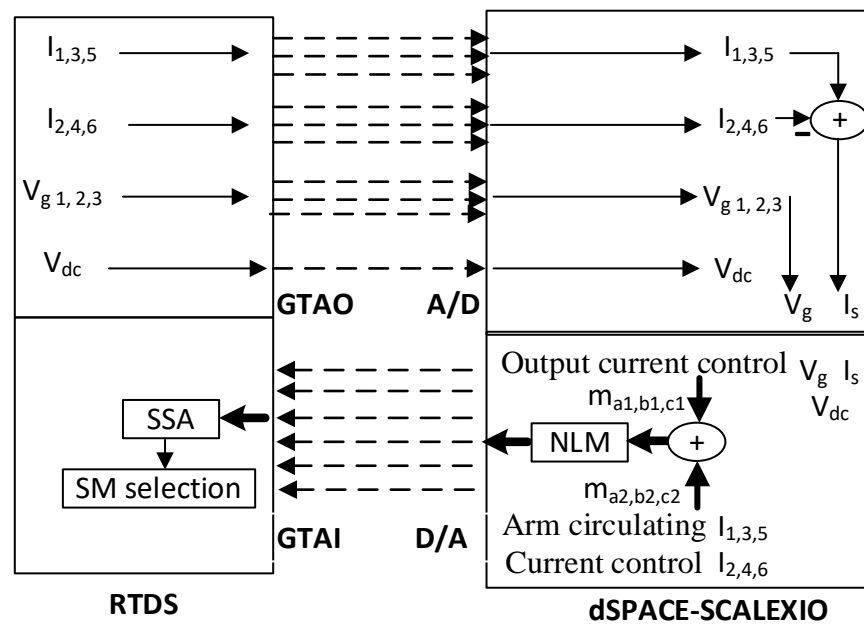 I1,3,5
I1,3,5
I2,4,6
I2,4,6
+
-
Vg 1, 2,3
Vg 1, 2,3
Vdc
Vdc
GTAO
A/D
Vg
Is
Output current control
Vg Is
Vdc
ma1,b1,c1
SSA
NLM
+
SM selection
ma2,b2,c2
Arm circulating I1,3,5
GTAI
D/A
Current control I2,4,6
RTDS
dSPACE-SCALEXIO